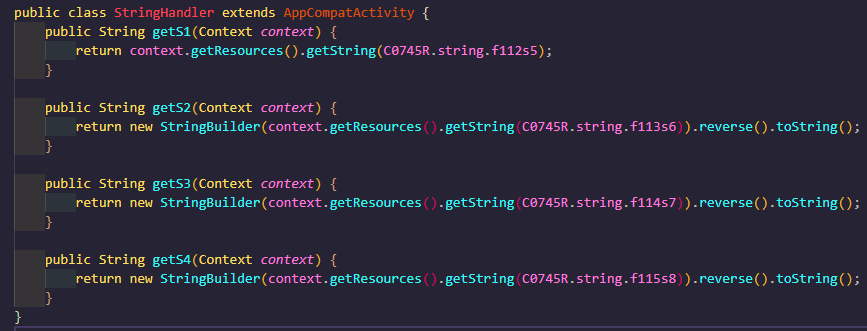 public class StringHandler extends AppCompatActivity {
    public String getS1(Context context) {
        return context.getResources().getString(C0745R.string.f112s5);
    }

    public String getS2(Context context) {
        return new StringBuilder(context.getResources().getString(C0745R.string.f113s6)).reverse().toString();
    }

    public String getS3(Context context) {
        return new StringBuilder(context.getResources().getString(C0745R.string.f114s7)).reverse().toString();
    }

    public String getS4(Context context) {
        return new StringBuilder(context.getResources().getString(C0745R.string.f115s8)).reverse().toString();
    }
}